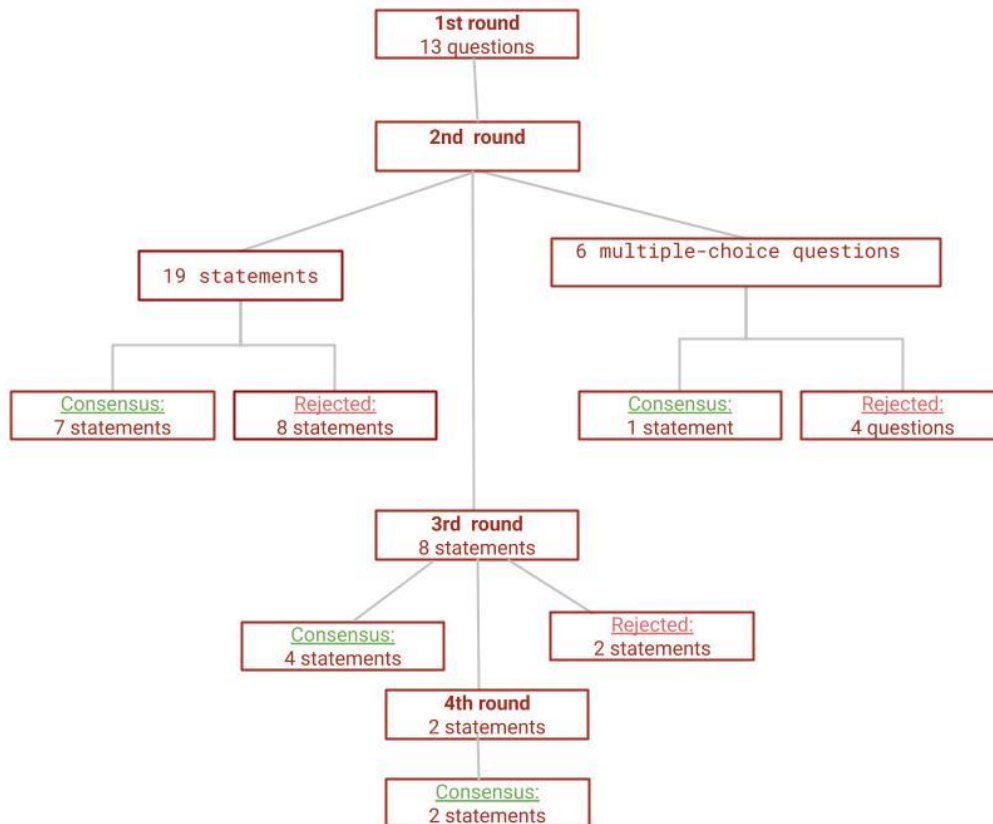 1st round
13 questions
2nd round
19 statements
6 multiple-choice questions
Consensus:
7 statements
Rejected:
8 statements
Consensus:
1 statement
Rejected:
4 questions
3rd round
8 statements
Consensus:
4 statements
Rejected:
2 statements
4th round
2 statements
Consensus:
2 statements